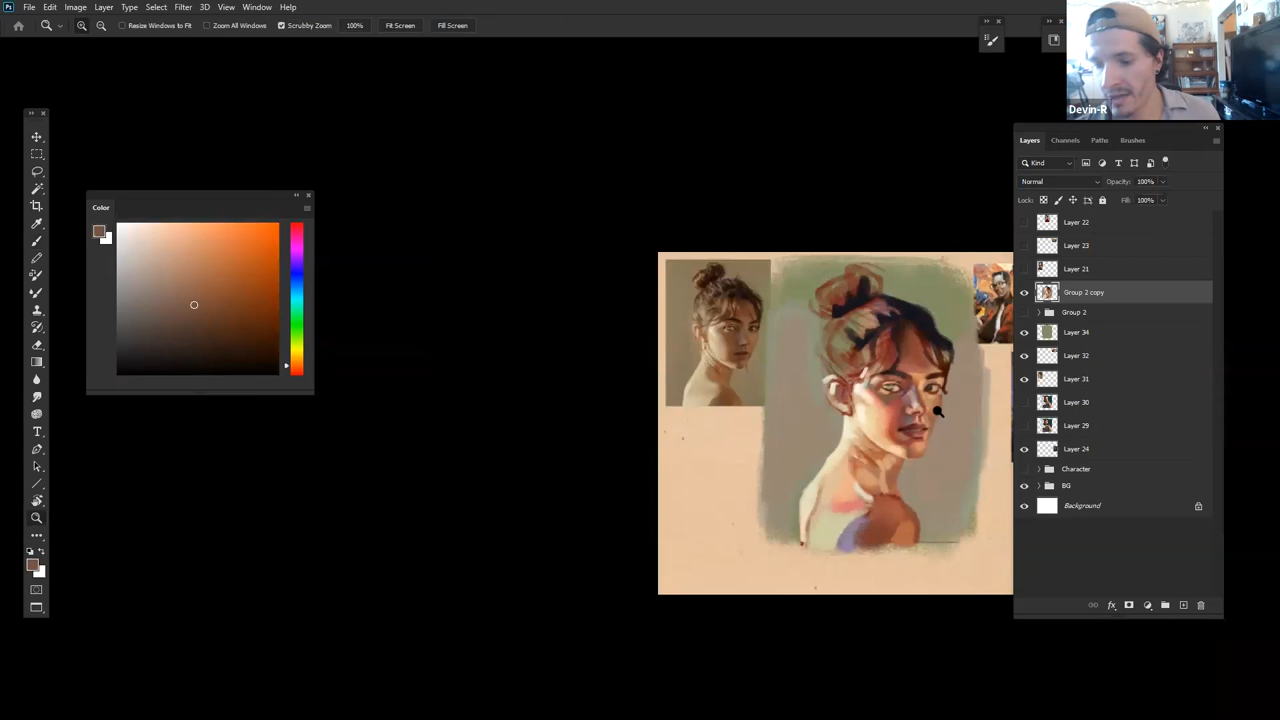 Ps File Edit Image Layer Type Select Filter 3D View Window Help
Resize Windows to Fit Zoom All Windows Scrubby Zoom 100% Fit Screen Fill Screen
Devin-R
Color
Layers Channels Paths Brushes
Kind
Normal Opacity: 100%
Lock: Fill: 100%
Layer 22
Layer 23
Layer 21
Group 2 copy
Group 2
Layer 34
Layer 32
Layer 31
Layer 30
Layer 29
Layer 24
Character
BG
Background
fx